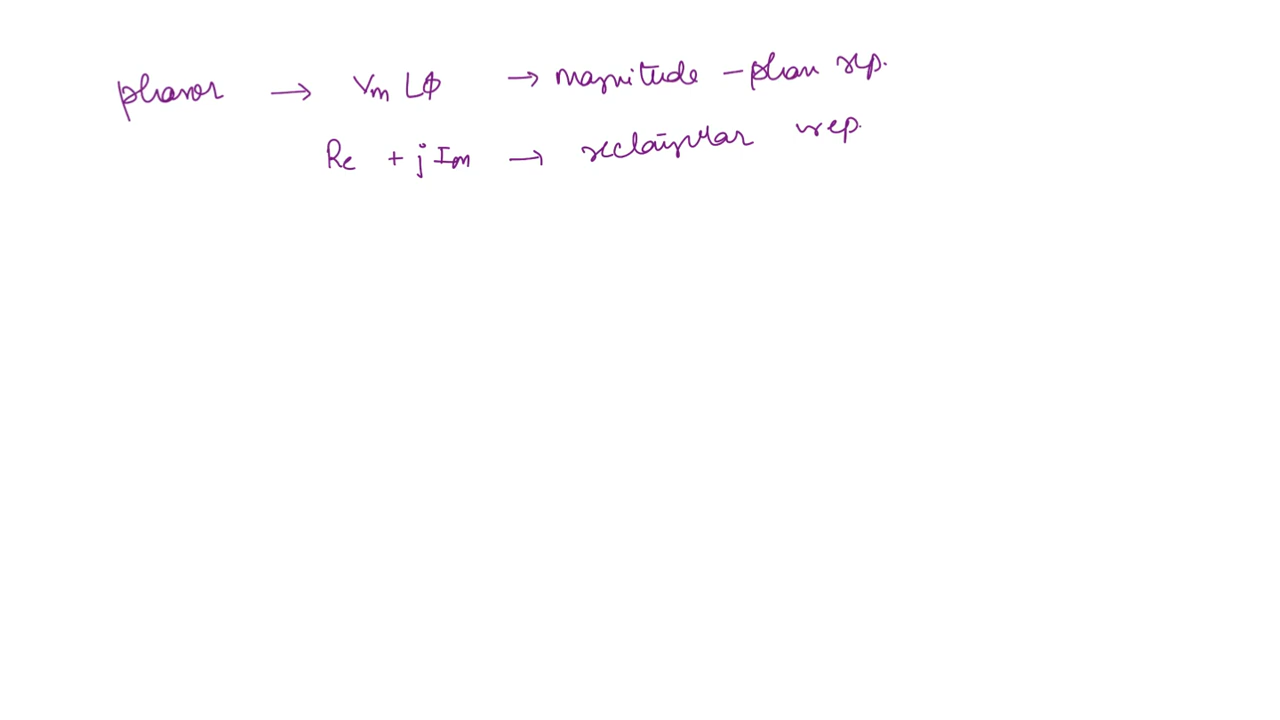 phasor → Vm ∠ϕ → magnitude - phase rep.
Re + j Im → rectangular rep.